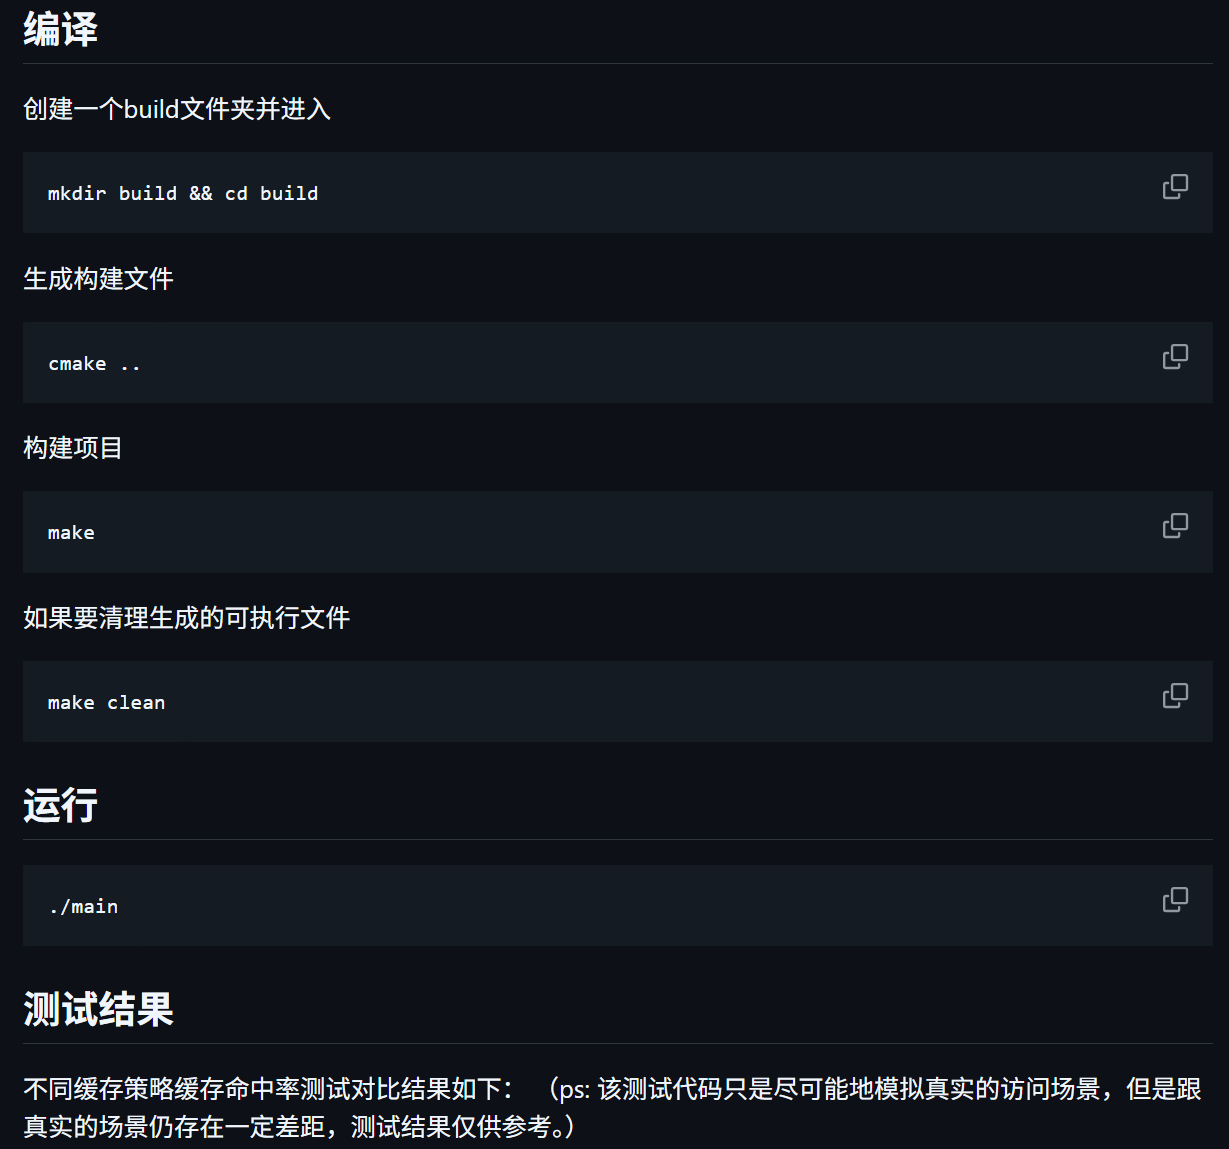 编译
创建一个build文件夹并进入
mkdir build && cd build
生成构建文件
cmake ..
构建项目
make
如果要清理生成的可执行文件
make clean
运行
./main
测试结果
不同缓存策略缓存命中率测试对比结果如下： （ps: 该测试代码只是尽可能地模拟真实的访问场景，但是跟
真实的场景仍存在一定差距，测试结果仅供参考。）